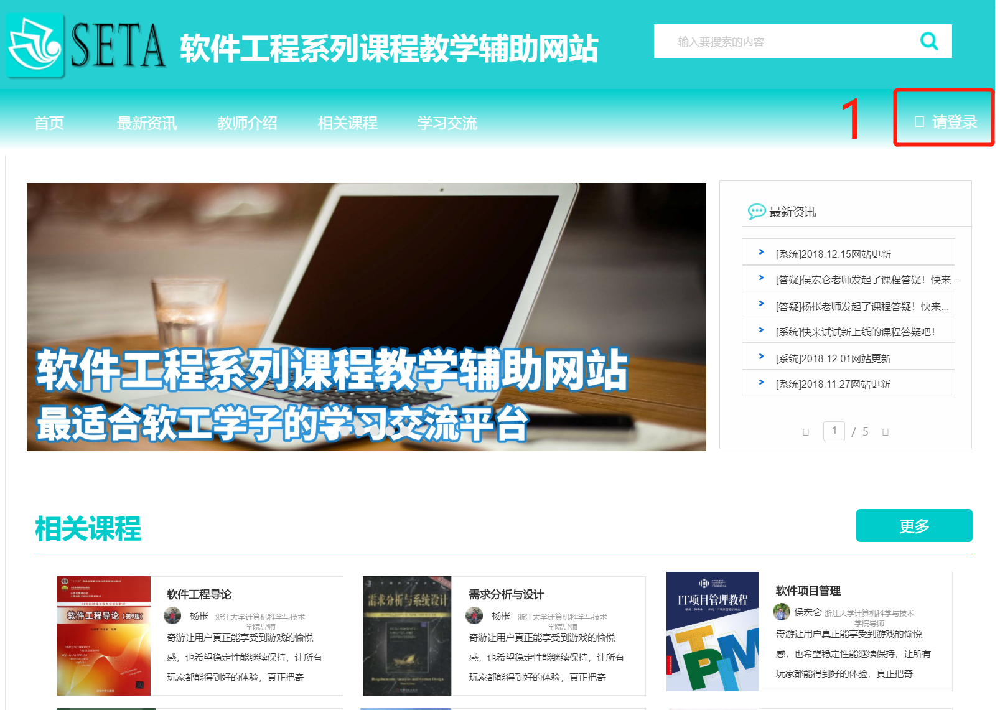 SETA 软件工程系列课程教学辅助网站
输入要搜索的内容
首页 最新资讯 教师介绍 相关课程 学习交流
1
请登录
软件工程系列课程教学辅助网站
最适合软工学子的学习交流平台
最新资讯
[系统]2018.12.15网站更新
[答疑]侯宏仑老师发起了课程答疑！快来...
[答疑]杨枨老师发起了课程答疑！快来...
[系统]快来试试新上线的课程答疑吧！
[系统]2018.12.01网站更新
[系统]2018.11.27网站更新
1 / 5
相关课程
更多
软件工程导论（第6版）
软件工程导论
杨枨 浙江大学计算机科学与技术
学院导师
奇游让用户真正能享受到游戏的愉悦
感，也希望稳定性能继续保持，让所有
玩家都能得到好的体验，真正把奇
需求分析与系统设计
需求分析与设计
杨枨 浙江大学计算机科学与技术
学院导师
奇游让用户真正能享受到游戏的愉悦
感，也希望稳定性能继续保持，让所有
玩家都能得到好的体验，真正把奇
IT项目管理教程
ITPM
软件项目管理
侯宏仑 浙江大学计算机科学与技术
学院导师
奇游让用户真正能享受到游戏的愉悦
感，也希望稳定性能继续保持，让所有
玩家都能得到好的体验，真正把奇